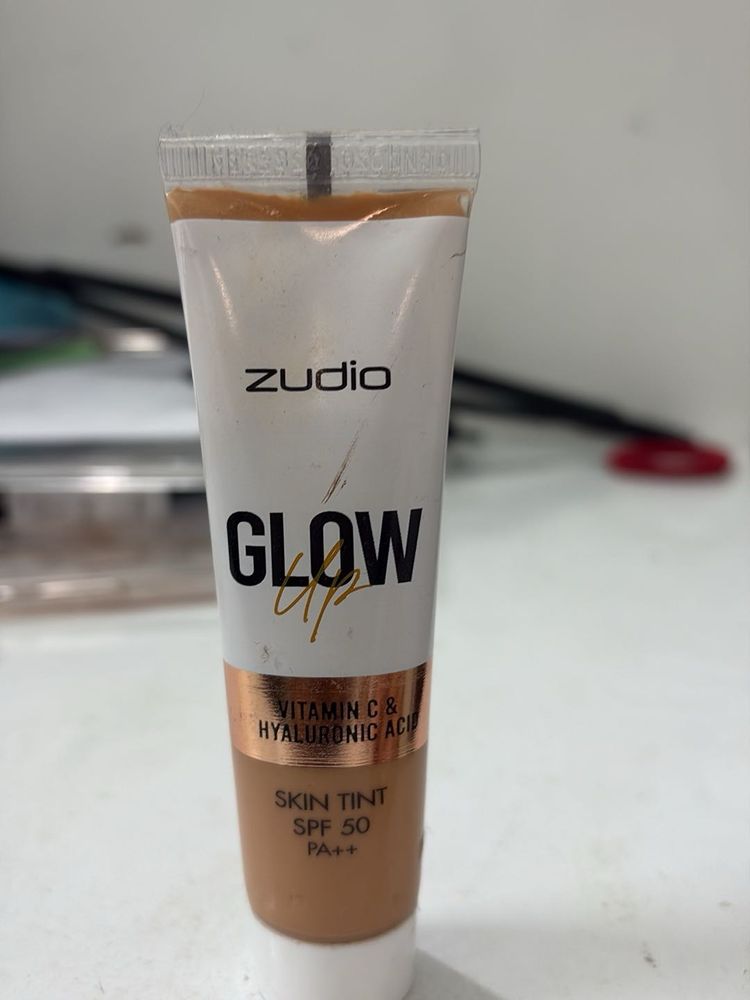 zudio
GLOW
Up
VITAMIN C &
HYALURONIC ACID
SKIN TINT
SPF 50
PA++